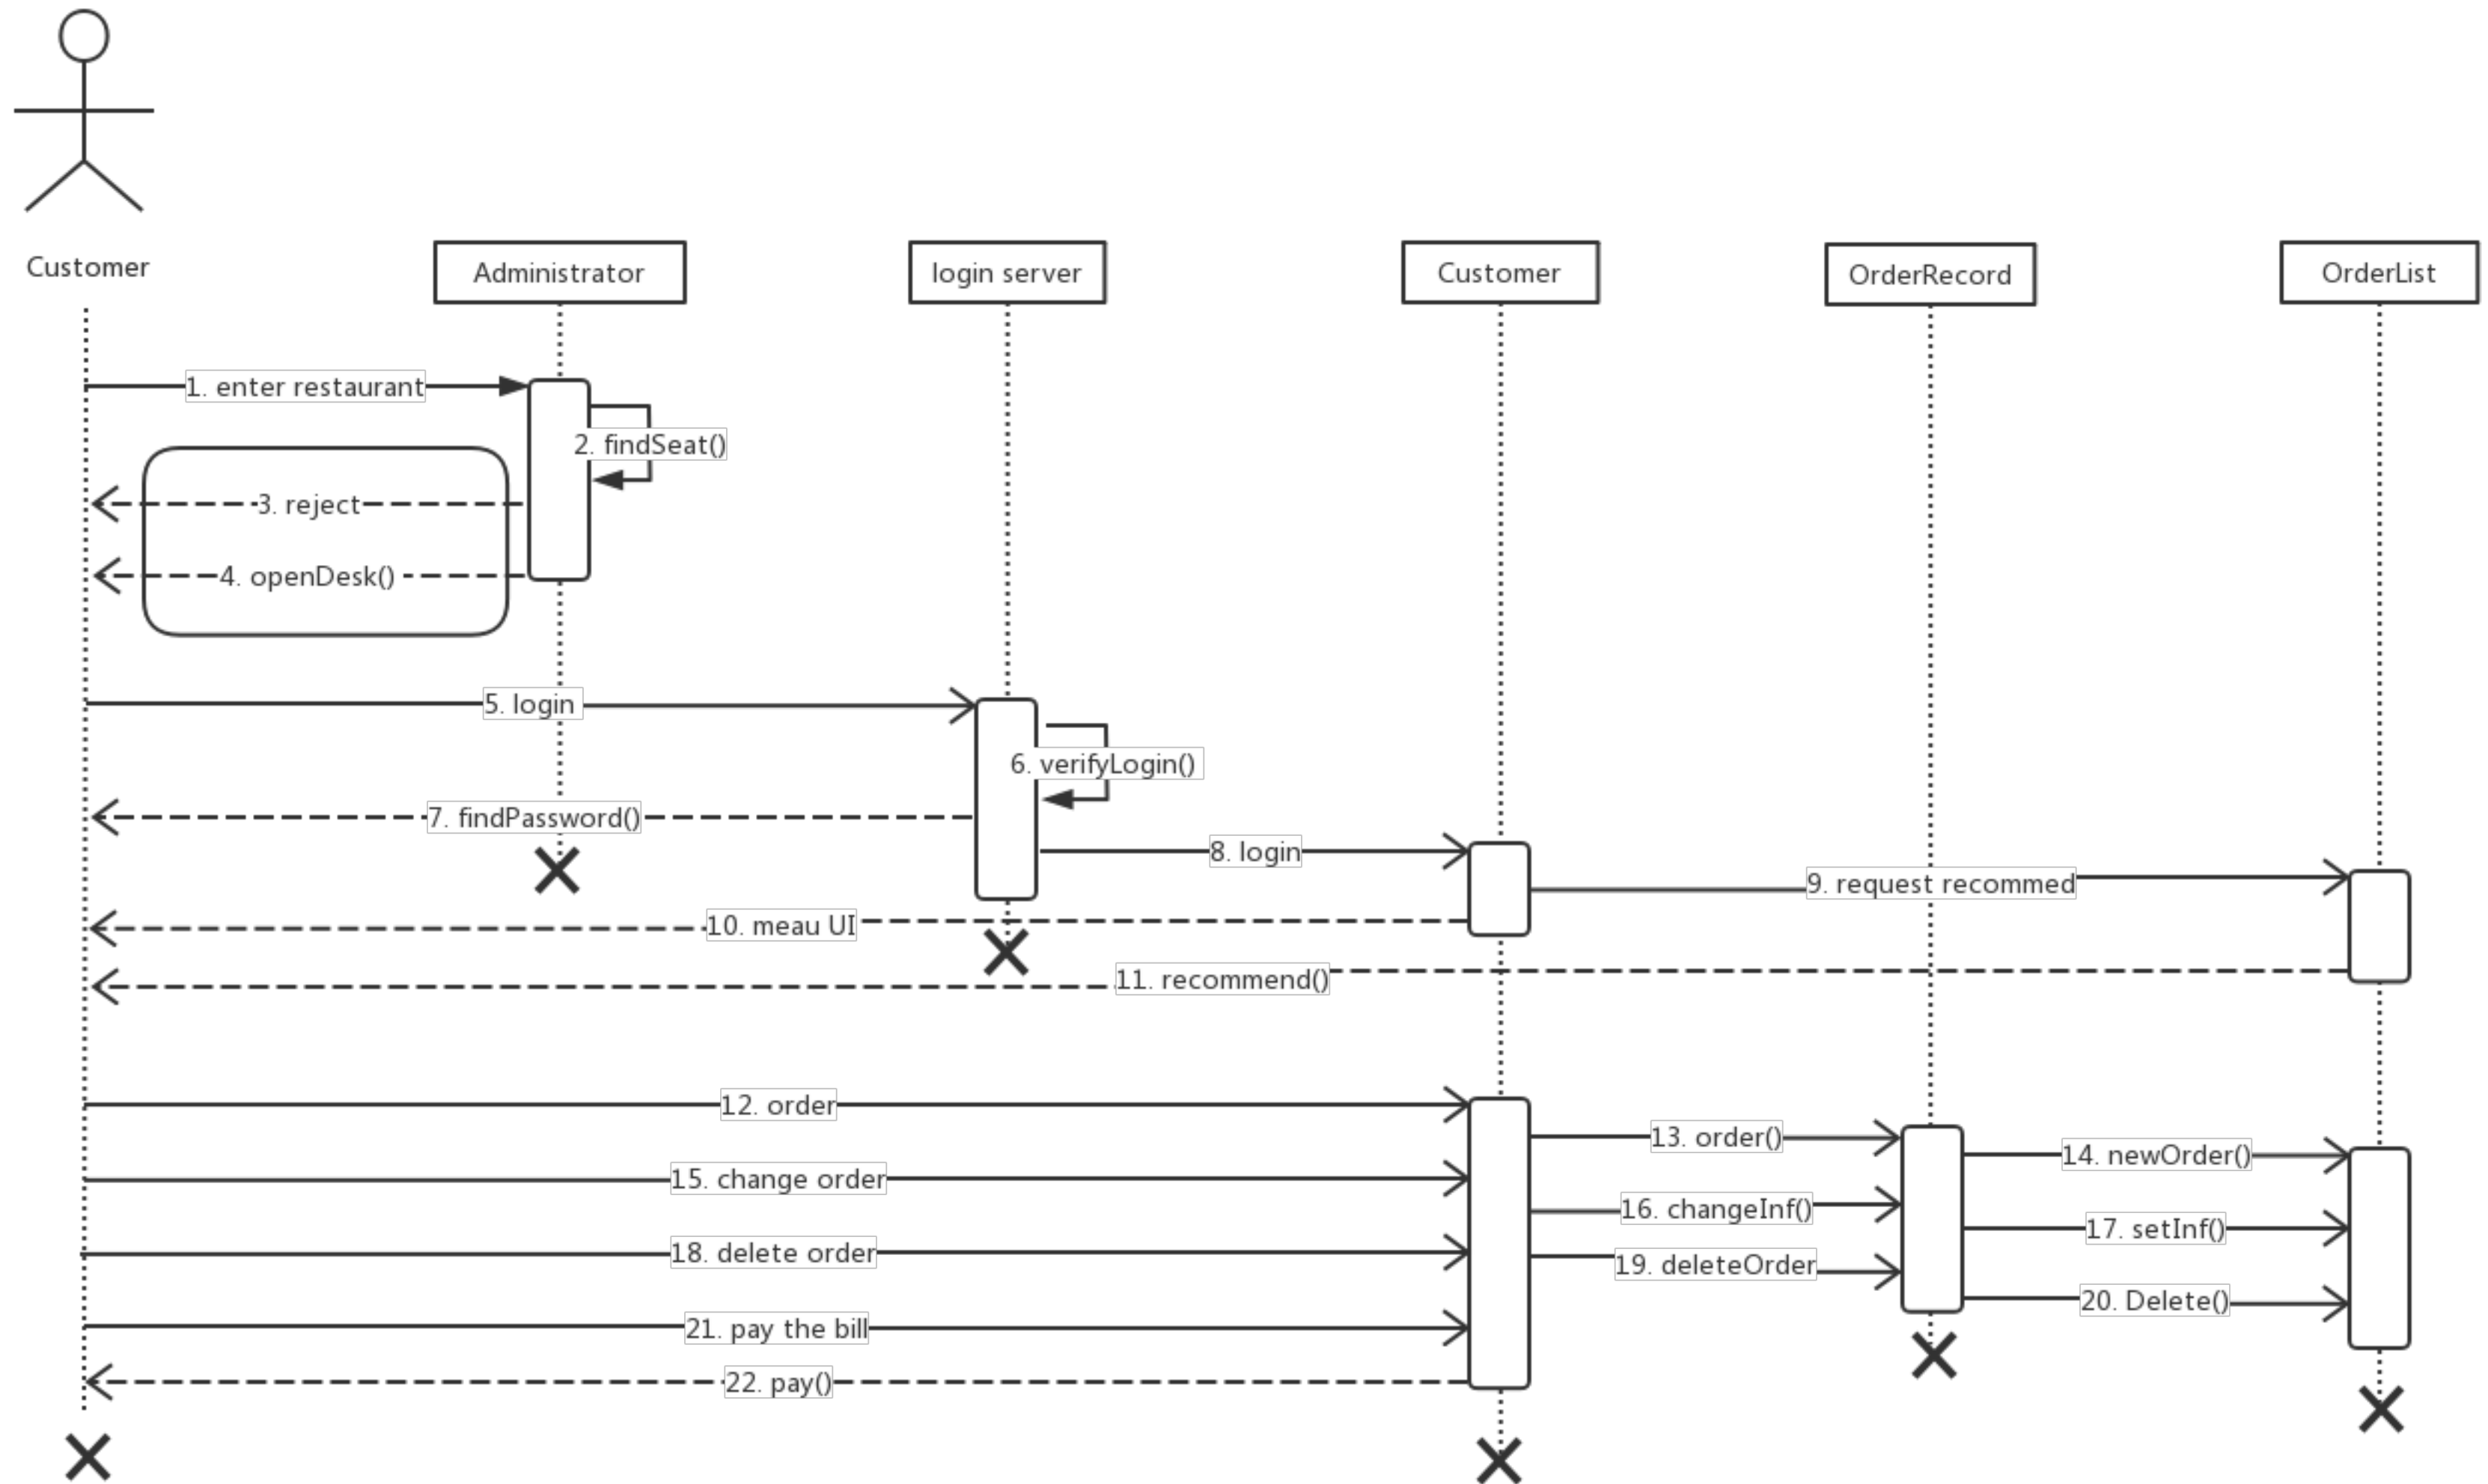 Customer
Administrator
login server
Customer
OrderRecord
OrderList
1. enter restaurant
2. findSeat()
3. reject
4. openDesk()
5. login
6. verifyLogin()
7. findPassword()
8. login
9. request recommed
10. meau UI
11. recommend()
12. order
13. order()
14. newOrder()
15. change order
16. changeInf()
17. setInf()
18. delete order
19. deleteOrder
20. Delete()
21. pay the bill
22. pay()